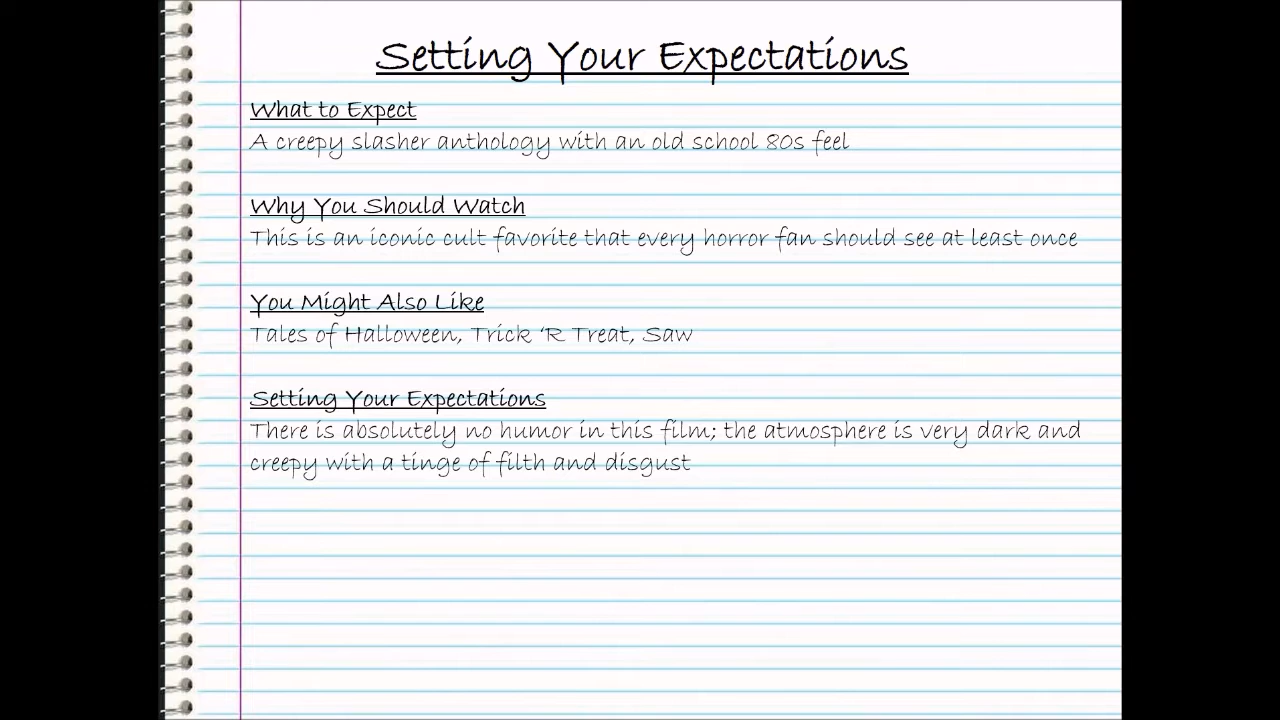 Setting Your Expectations
What to Expect
A creepy slasher anthology with an old school 80s feel
Why You Should Watch
This is an iconic cult favorite that every horror fan should see at least once
You Might Also Like
Tales of Halloween, Trick ‘R Treat, Saw
Setting Your Expectations
There is absolutely no humor in this film; the atmosphere is very dark and
creepy with a tinge of filth and disgust